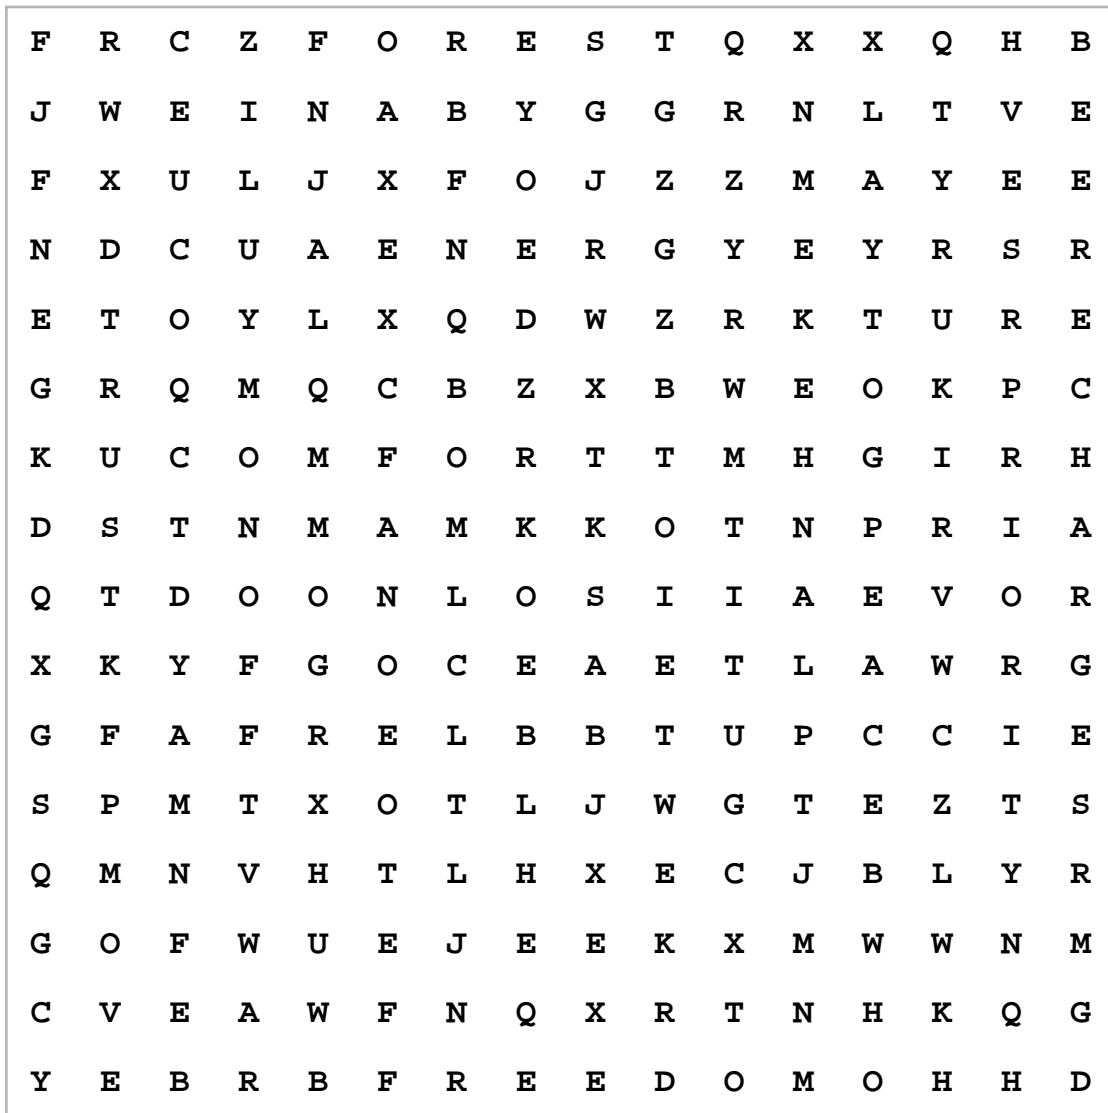 F R C Z F O R E S T Q X X Q H B
J W E I N A B Y G G R N L T V E
F X U L J X F O J Z Z M A Y E E
N D C U A E N E R G Y E Y R S R
E T O Y L X Q D W Z R K T U R E
G R Q M Q C B Z X B W E O K P C
K U C O M F O R T T M H G I R H
D S T N M A M K K O T N P R I A
Q T D O O N L O S I I A E V O R
X K Y F G O C E A E T L A W R G
G F A F R E L B B T U P C C I E
S P M T X O T L J W G T E Z T S
Q M N V H T L H X E C J B L Y R
G O F W U E J E E K X M W W N M
C V E A W F N Q X R T N H K Q G
Y E B R B F R E E D O M O H H D